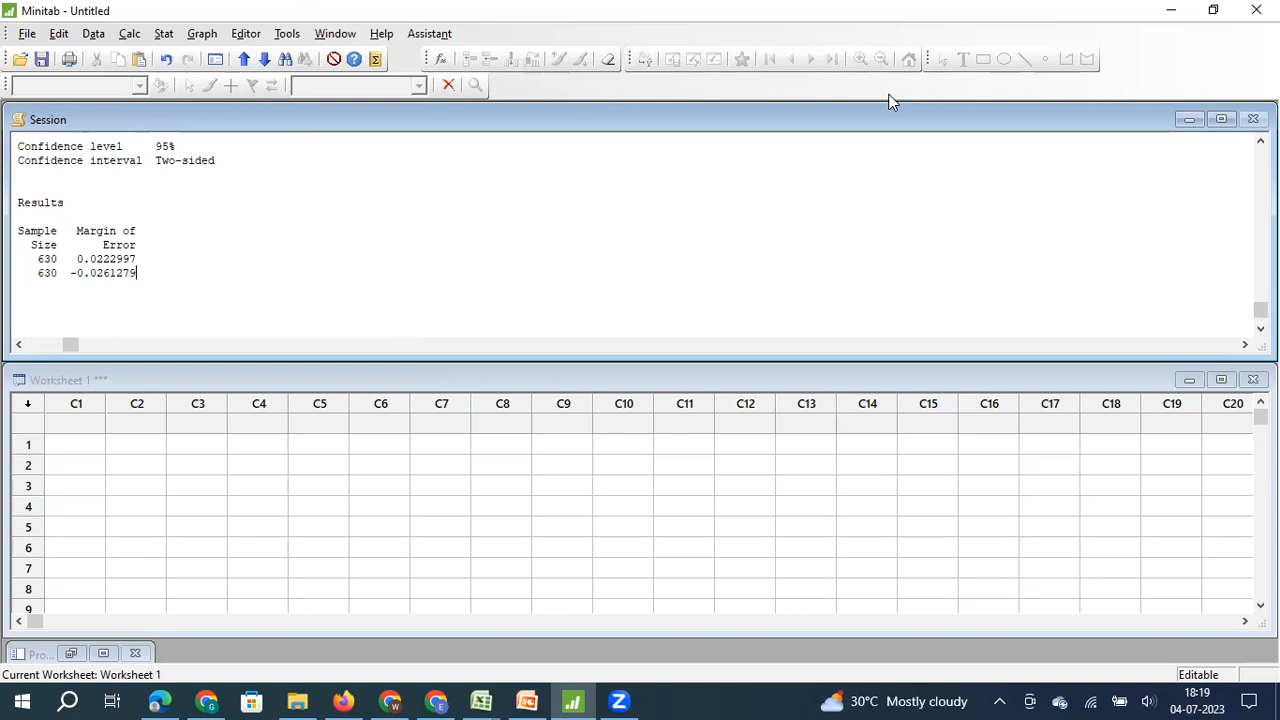 Minitab - Untitled
File Edit Data Calc Stat Graph Editor Tools Window Help Assistant
Session
Confidence level 95%
Confidence interval Two-sided
Results
Sample Margin of
Size Error
630 0.0222997
630 -0.0261279
Worksheet 1 ***
C1 C2 C3 C4 C5 C6 C7 C8 C9 C10 C11 C12 C13 C14 C15 C16 C17 C18 C19 C20
1
2
3
4
5
6
7
8
9
Pro...
Current Worksheet: Worksheet 1 Editable
30°C Mostly cloudy
18:19
04-07-2023